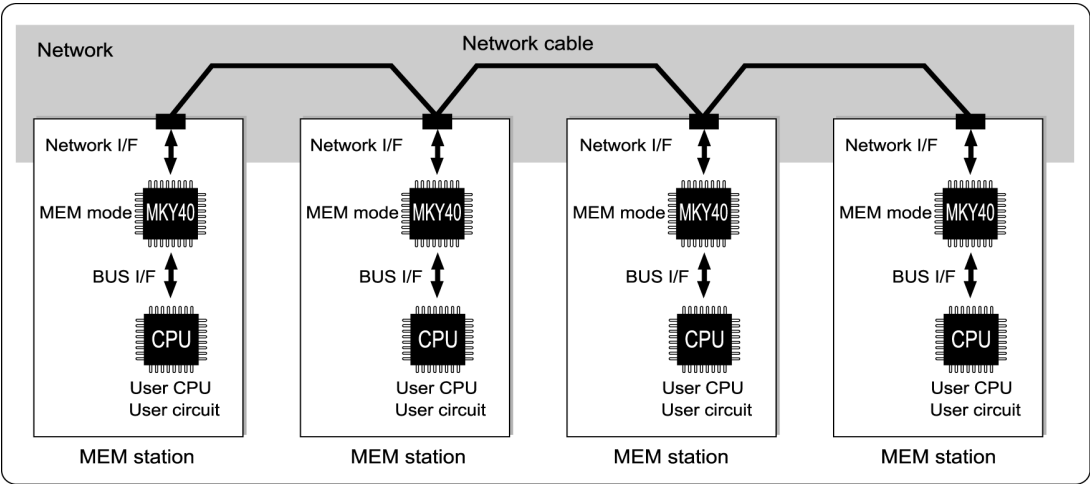 Network
Network cable
Network I/F
MEM mode
MKY40
BUS I/F
CPU
User CPU
User circuit
MEM station
Network I/F
MEM mode
MKY40
BUS I/F
CPU
User CPU
User circuit
MEM station
Network I/F
MEM mode
MKY40
BUS I/F
CPU
User CPU
User circuit
MEM station
Network I/F
MEM mode
MKY40
BUS I/F
CPU
User CPU
User circuit
MEM station